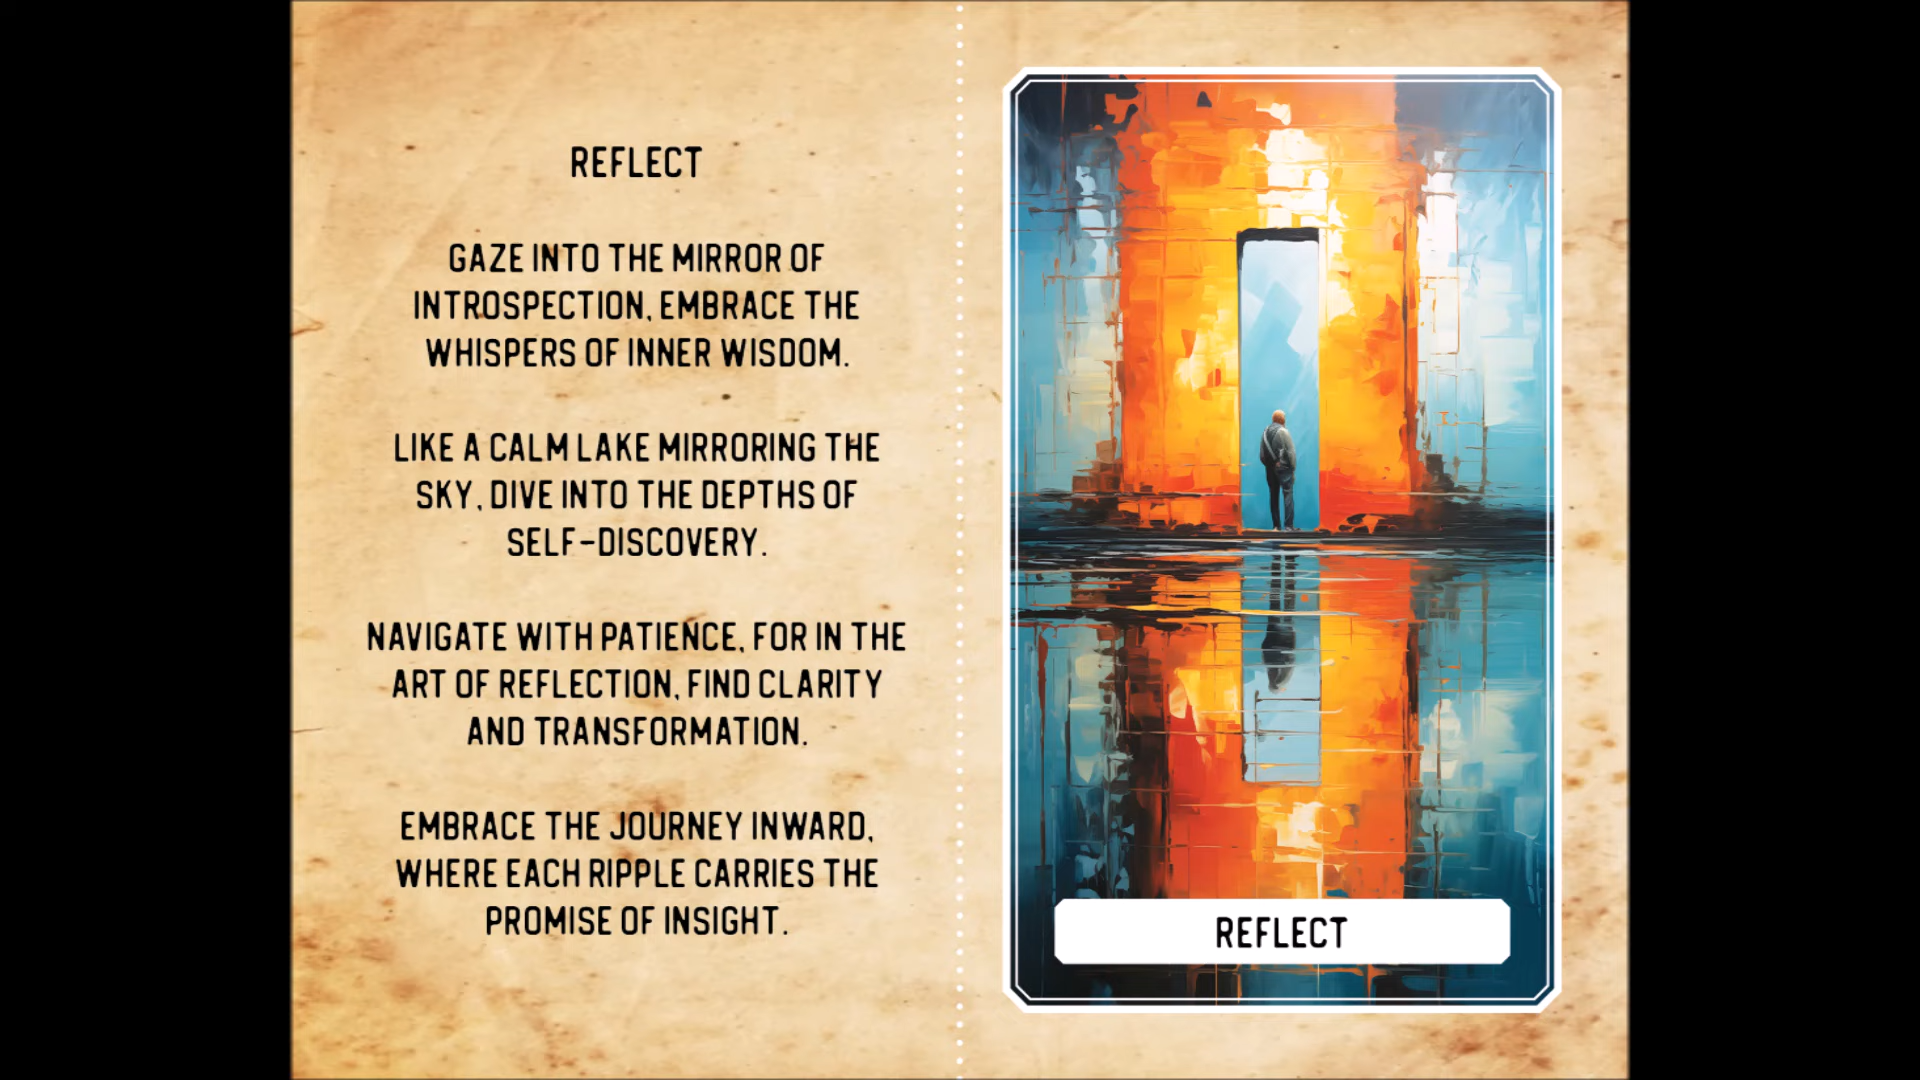 REFLECT
GAZE INTO THE MIRROR OF
INTROSPECTION, EMBRACE THE
WHISPERS OF INNER WISDOM.
LIKE A CALM LAKE MIRRORING THE
SKY, DIVE INTO THE DEPTHS OF
SELF-DISCOVERY.
NAVIGATE WITH PATIENCE, FOR IN THE
ART OF REFLECTION, FIND CLARITY
AND TRANSFORMATION.
EMBRACE THE JOURNEY INWARD,
WHERE EACH RIPPLE CARRIES THE
PROMISE OF INSIGHT.
REFLECT